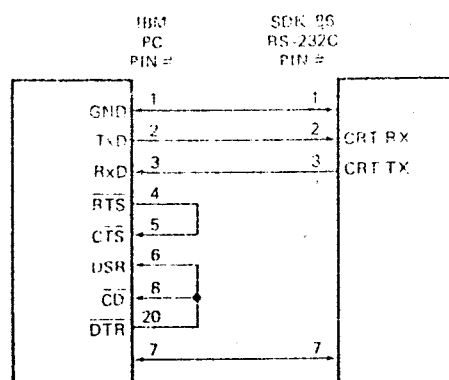 IBM PC PIN #
SDK 86 RS-232C PIN #
GND 1 1
TxD 2 2 CRT RX
RxD 3 3 CRT TX
RTS 4
CTS 5
DSR 6
CD 8
DTR 20
7 7